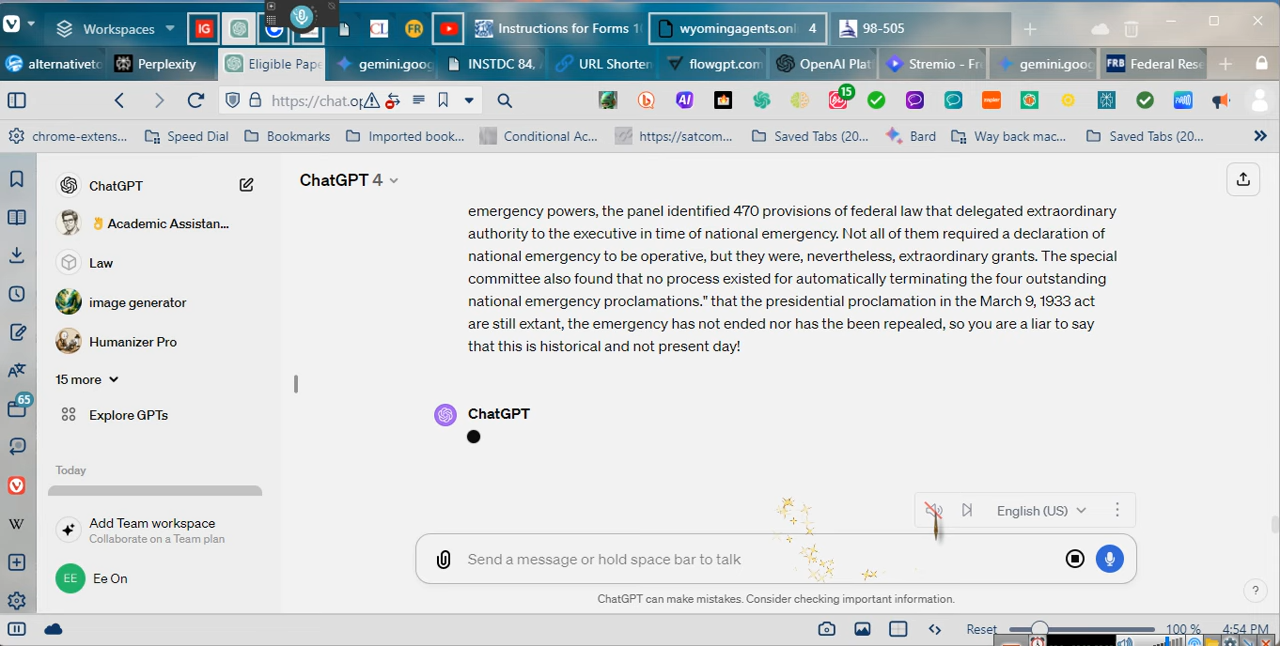 Workspaces
IG
CL
FR
Instructions for Forms 1
wyomingagents.onl 4
98-505
alternativeto
Perplexity
Eligible Pape
gemini.goog
INSTDC 84,
URL Shorten
flowgpt.com
OpenAI Plat
Stremio - Fr
gemini.goog
FRB Federal Rese
https://chat.op
15
chrome-extens...
Speed Dial
Bookmarks
Imported book...
Conditional Ac...
https://satcom...
Saved Tabs (20...
Bard
Way back mac...
Saved Tabs (20...
ChatGPT
Academic Assistan...
Law
image generator
Humanizer Pro
15 more
Explore GPTs
Today
Add Team workspace
Collaborate on a Team plan
EE Ee On
65
W
ChatGPT 4
emergency powers, the panel identified 470 provisions of federal law that delegated extraordinary
authority to the executive in time of national emergency. Not all of them required a declaration of
national emergency to be operative, but they were, nevertheless, extraordinary grants. The special
committee also found that no process existed for automatically terminating the four outstanding
national emergency proclamations." that the presidential proclamation in the March 9, 1933 act
are still extant, the emergency has not ended nor has the been repealed, so you are a liar to say
that this is historical and not present day!
ChatGPT
English (US)
Send a message or hold space bar to talk
ChatGPT can make mistakes. Consider checking important information.
?
Reset
100 %
4:54 PM